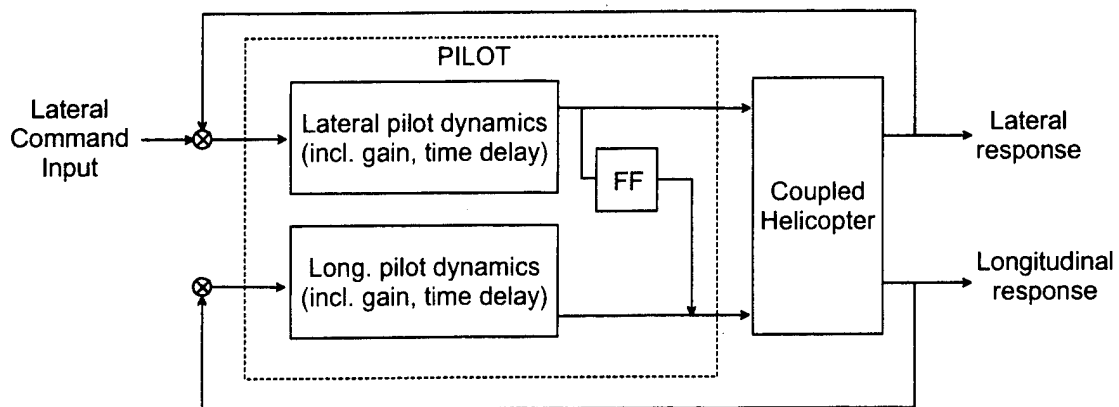 PILOT
Lateral
Command
Input
Lateral pilot dynamics
(incl. gain, time delay)
FF
Long. pilot dynamics
(incl. gain, time delay)
Coupled
Helicopter
Lateral
response
Longitudinal
response